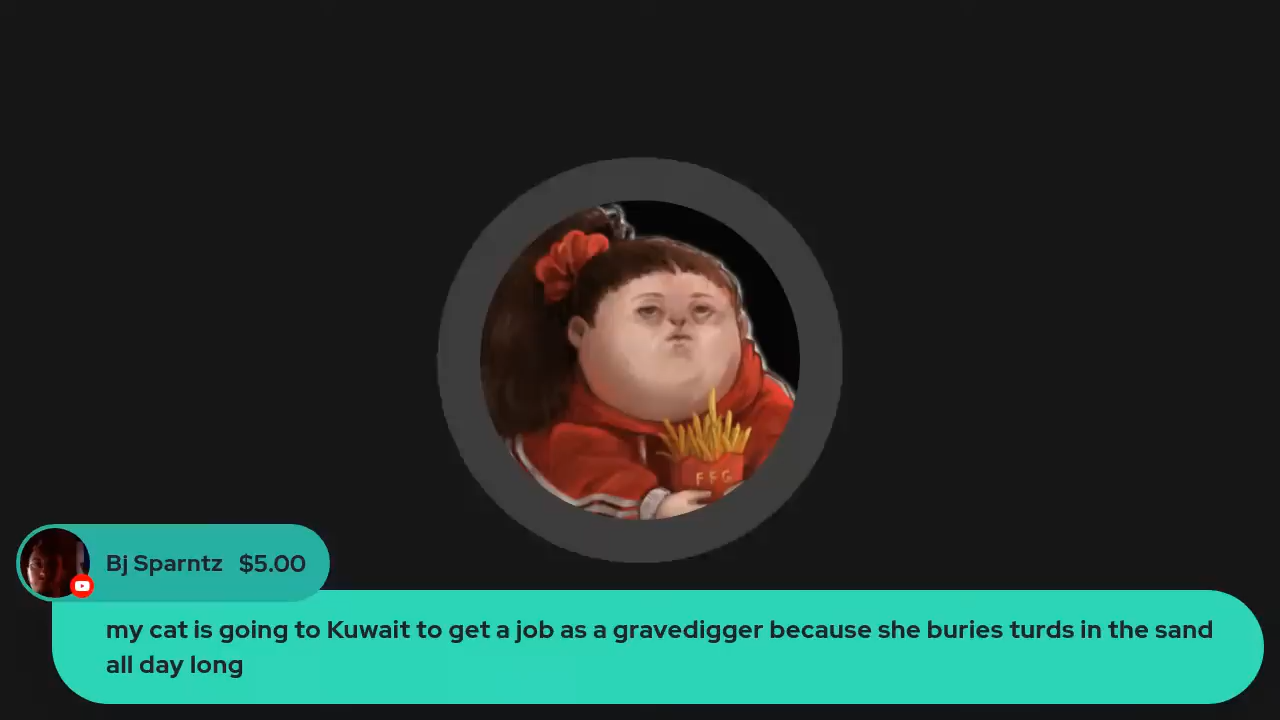 FFG
Bj Sparntz $5.00
my cat is going to Kuwait to get a job as a gravedigger because she buries turds in the sand
all day long